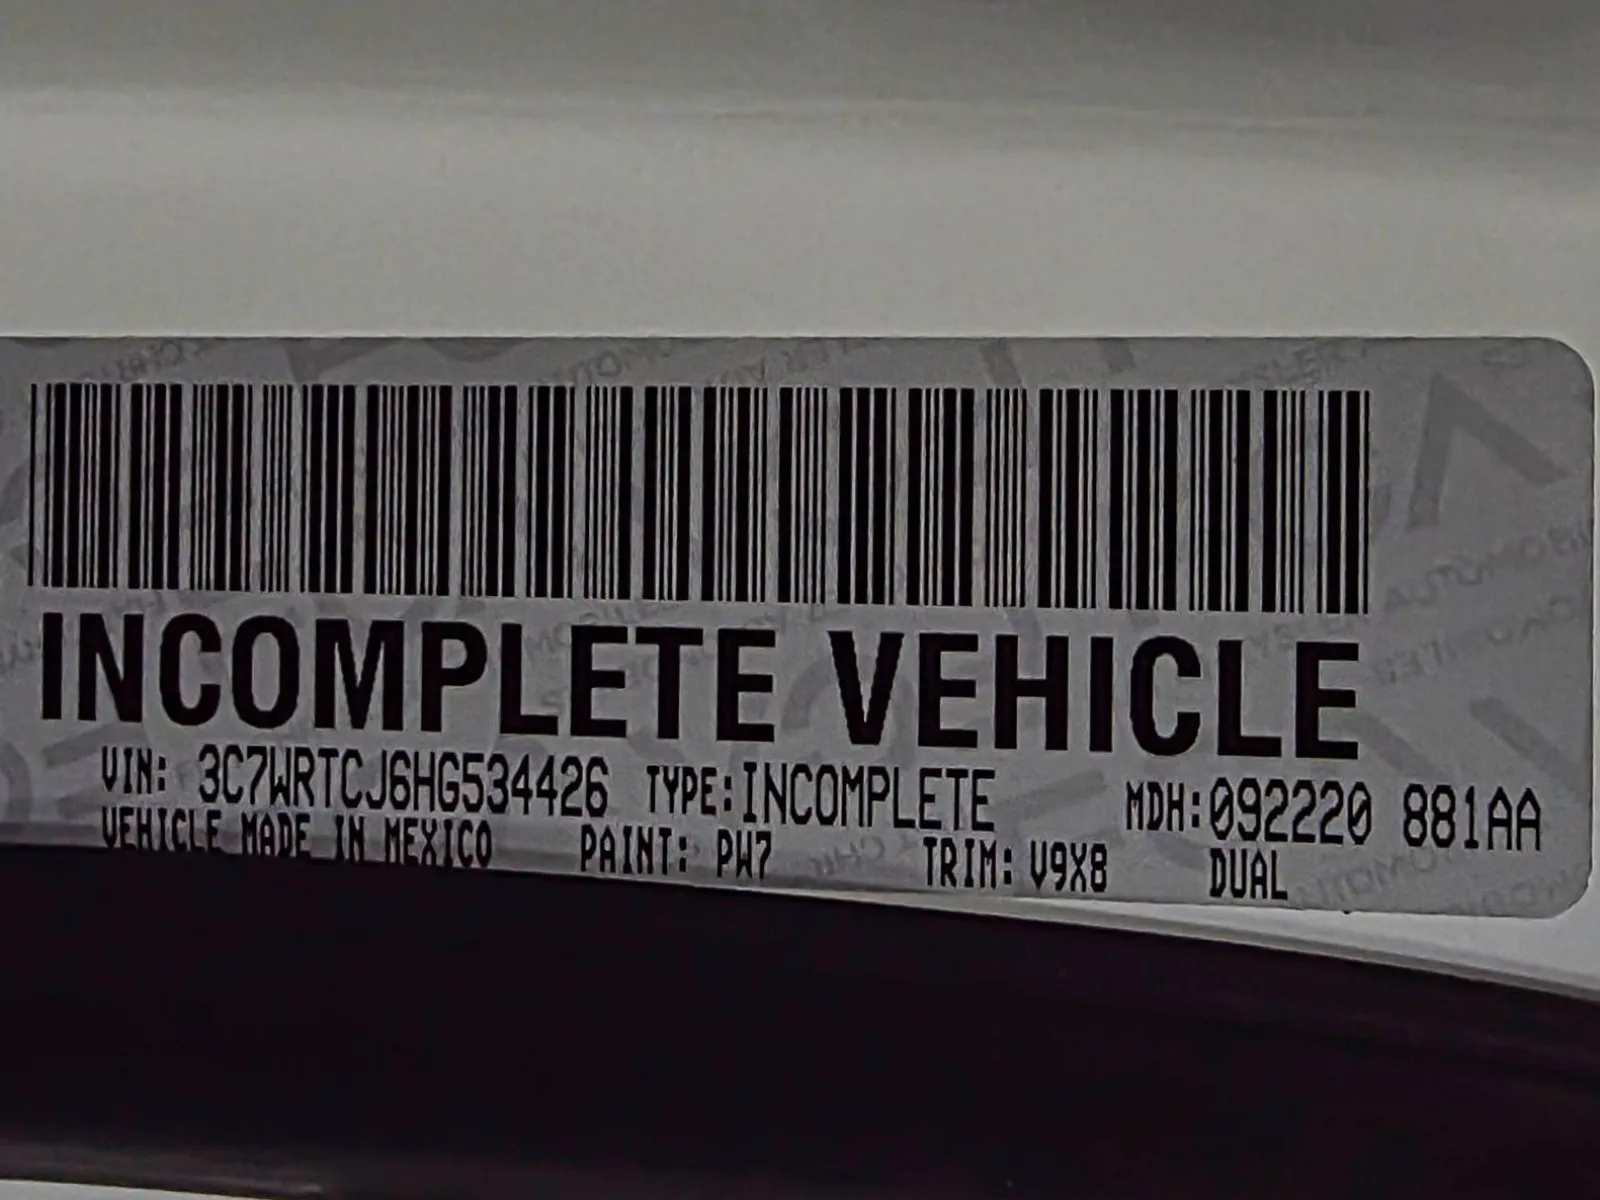 INCOMPLETE VEHICLE
VIN: 3C7WRTCJ6HG534426 TYPE: INCOMPLETE MDH: 092220 881AA
VEHICLE MADE IN MEXICO PAINT: PW7 TRIM: V9X8 DUAL